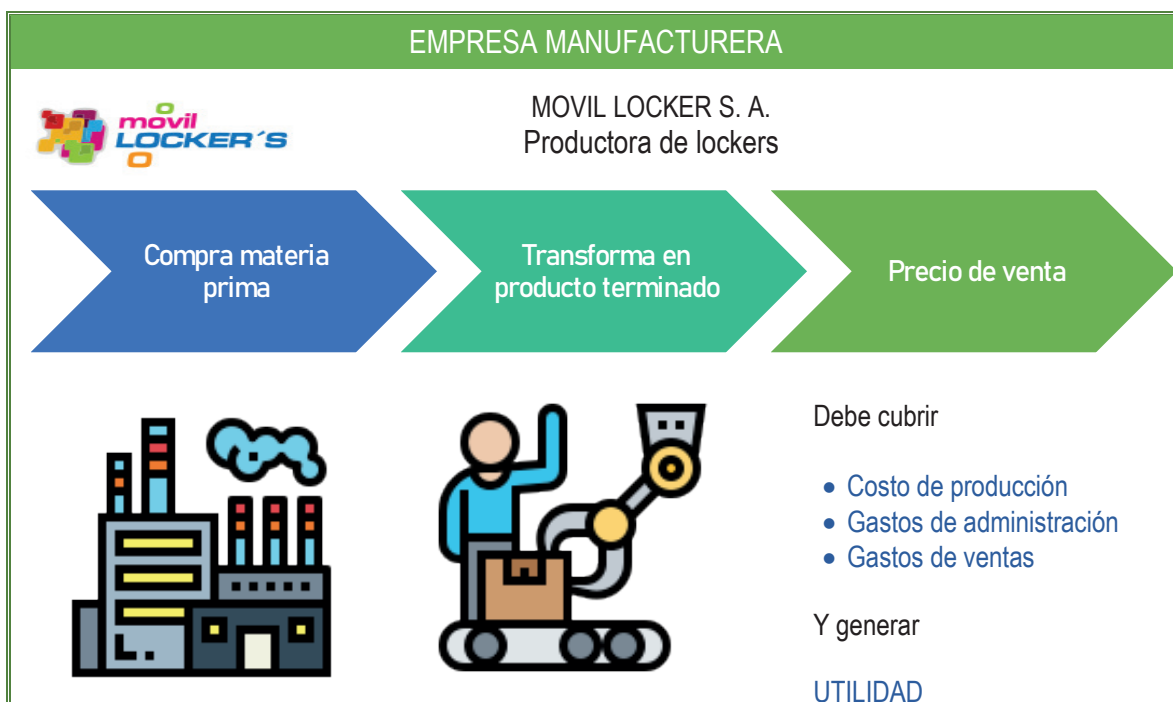 EMPRESA MANUFACTURERA
movil
LOCKER´S
MOVIL LOCKER S. A.
Productora de lockers
Compra materia
prima
Transforma en
producto terminado
Precio de venta
Debe cubrir
• Costo de producción
• Gastos de administración
• Gastos de ventas
Y generar
UTILIDAD